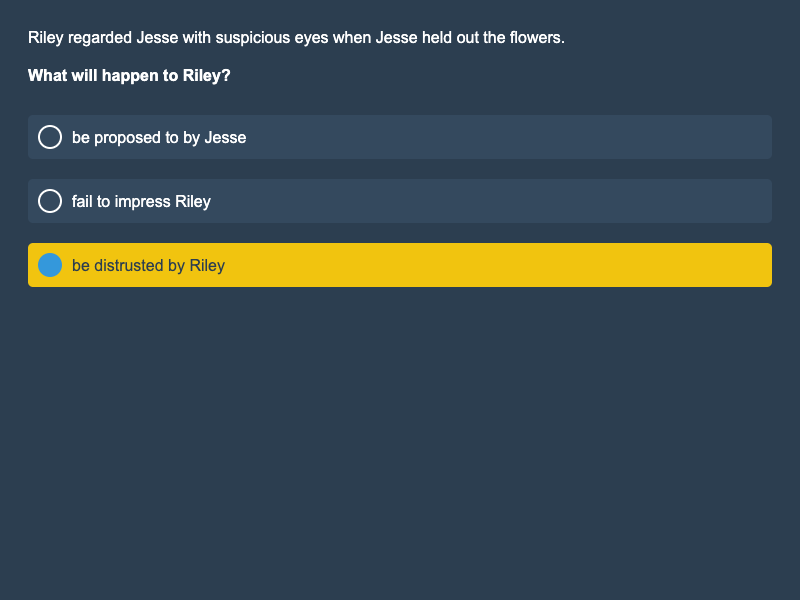 Riley regarded Jesse with suspicious eyes when Jesse held out the flowers.
What will happen to Riley?
be proposed to by Jesse
fail to impress Riley
be distrusted by Riley